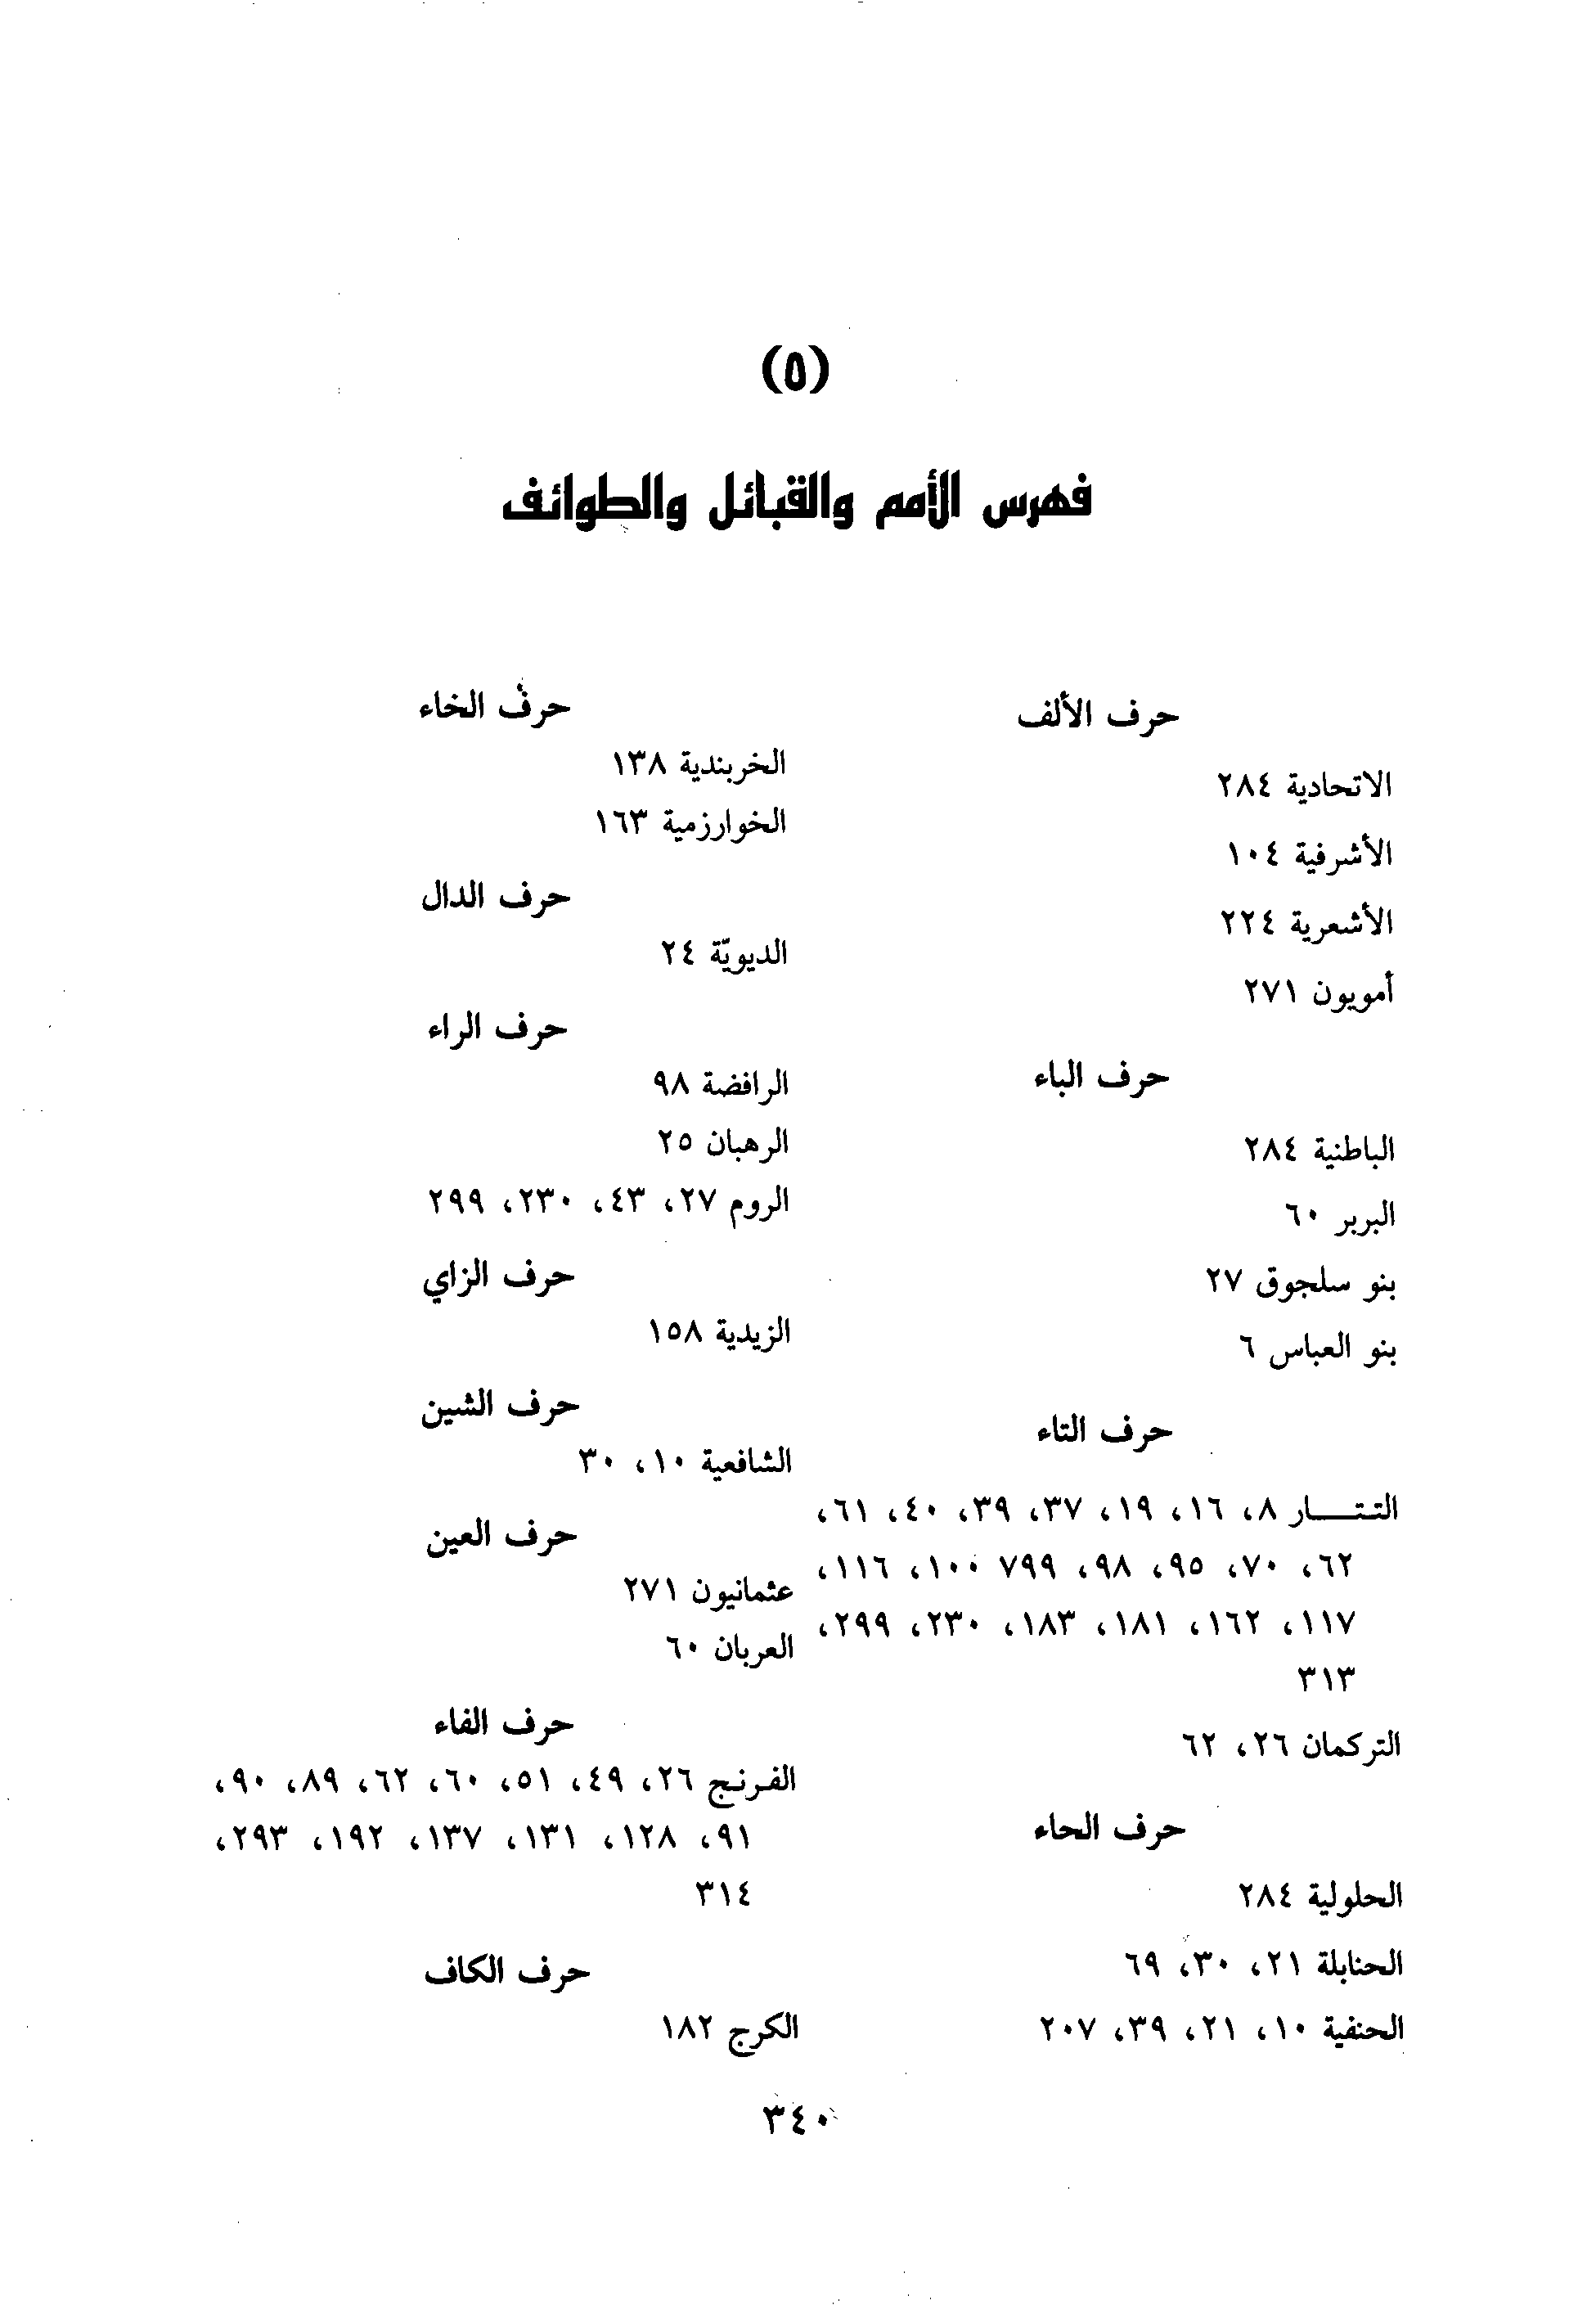 (٥)
فهرس الأمم والقبائل والطوائف
حرف الألف
الاتحادية ٢٨٤
الأشرفية ١٠٤
الأشعرية ٢٢٤
أمويون ٢٧١
حرف الباء
الباطنية ٢٨٤
البربر ٦٠
بنو سلجوق ٢٧
بنو العباس ٦
حرف التاء
التتـــار ٨، ١٦، ١٩، ٣٧، ٣٩، ٤٠، ٦١،
٦٢، ٧٠، ٩٥، ٩٨، ٧٩٩ ١٠٠، ١١٦،
١١٧، ١٦٢، ١٨١، ١٨٣، ٢٣٠، ٢٩٩،
٣١٣
التركمان ٢٦، ٦٢
حرف الحاء
الحلولية ٢٨٤
الحنابلة ٢١، ٣٠، ٦٩
الحنفية ١٠، ٢١، ٣٩، ٢٠٧
حرف الخاء
الخربندية ١٣٨
الخوارزمية ١٦٣
حرف الدال
الديويّة ٢٤
حرف الراء
الرافضة ٩٨
الرهبان ٢٥
الروم ٢٧، ٤٣، ٢٣٠، ٢٩٩
حرف الزاي
الزيدية ١٥٨
حرف الشين
الشافعية ١٠، ٣٠
حرف العين
عثمانيون ٢٧١
العربان ٦٠
حرف الفاء
الفرنج ٢٦، ٤٩، ٥١، ٦٠، ٦٢، ٨٩، ٩٠،
٩١، ١٢٨، ١٣١، ١٣٧، ١٩٢، ٢٩٣،
٣١٤
حرف الكاف
الكرج ١٨٢
٣٤٠